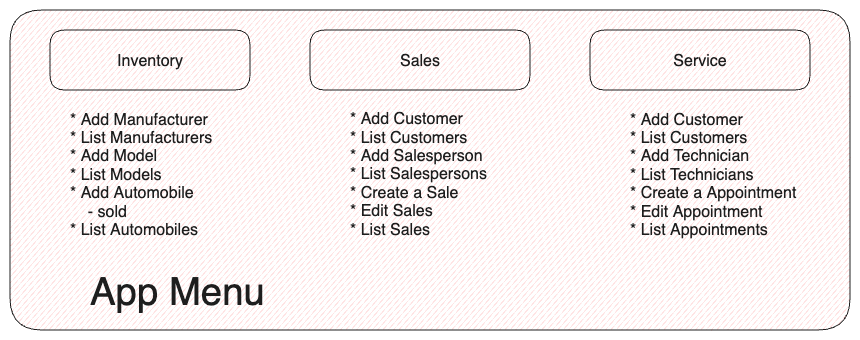 Inventory
* Add Manufacturer
* List Manufacturers
* Add Model
* List Models
* Add Automobile
- sold
* List Automobiles
Sales
* Add Customer
* List Customers
* Add Salesperson
* List Salespersons
* Create a Sale
* Edit Sales
* List Sales
Service
* Add Customer
* List Customers
* Add Technician
* List Technicians
* Create a Appointment
* Edit Appointment
* List Appointments
App Menu